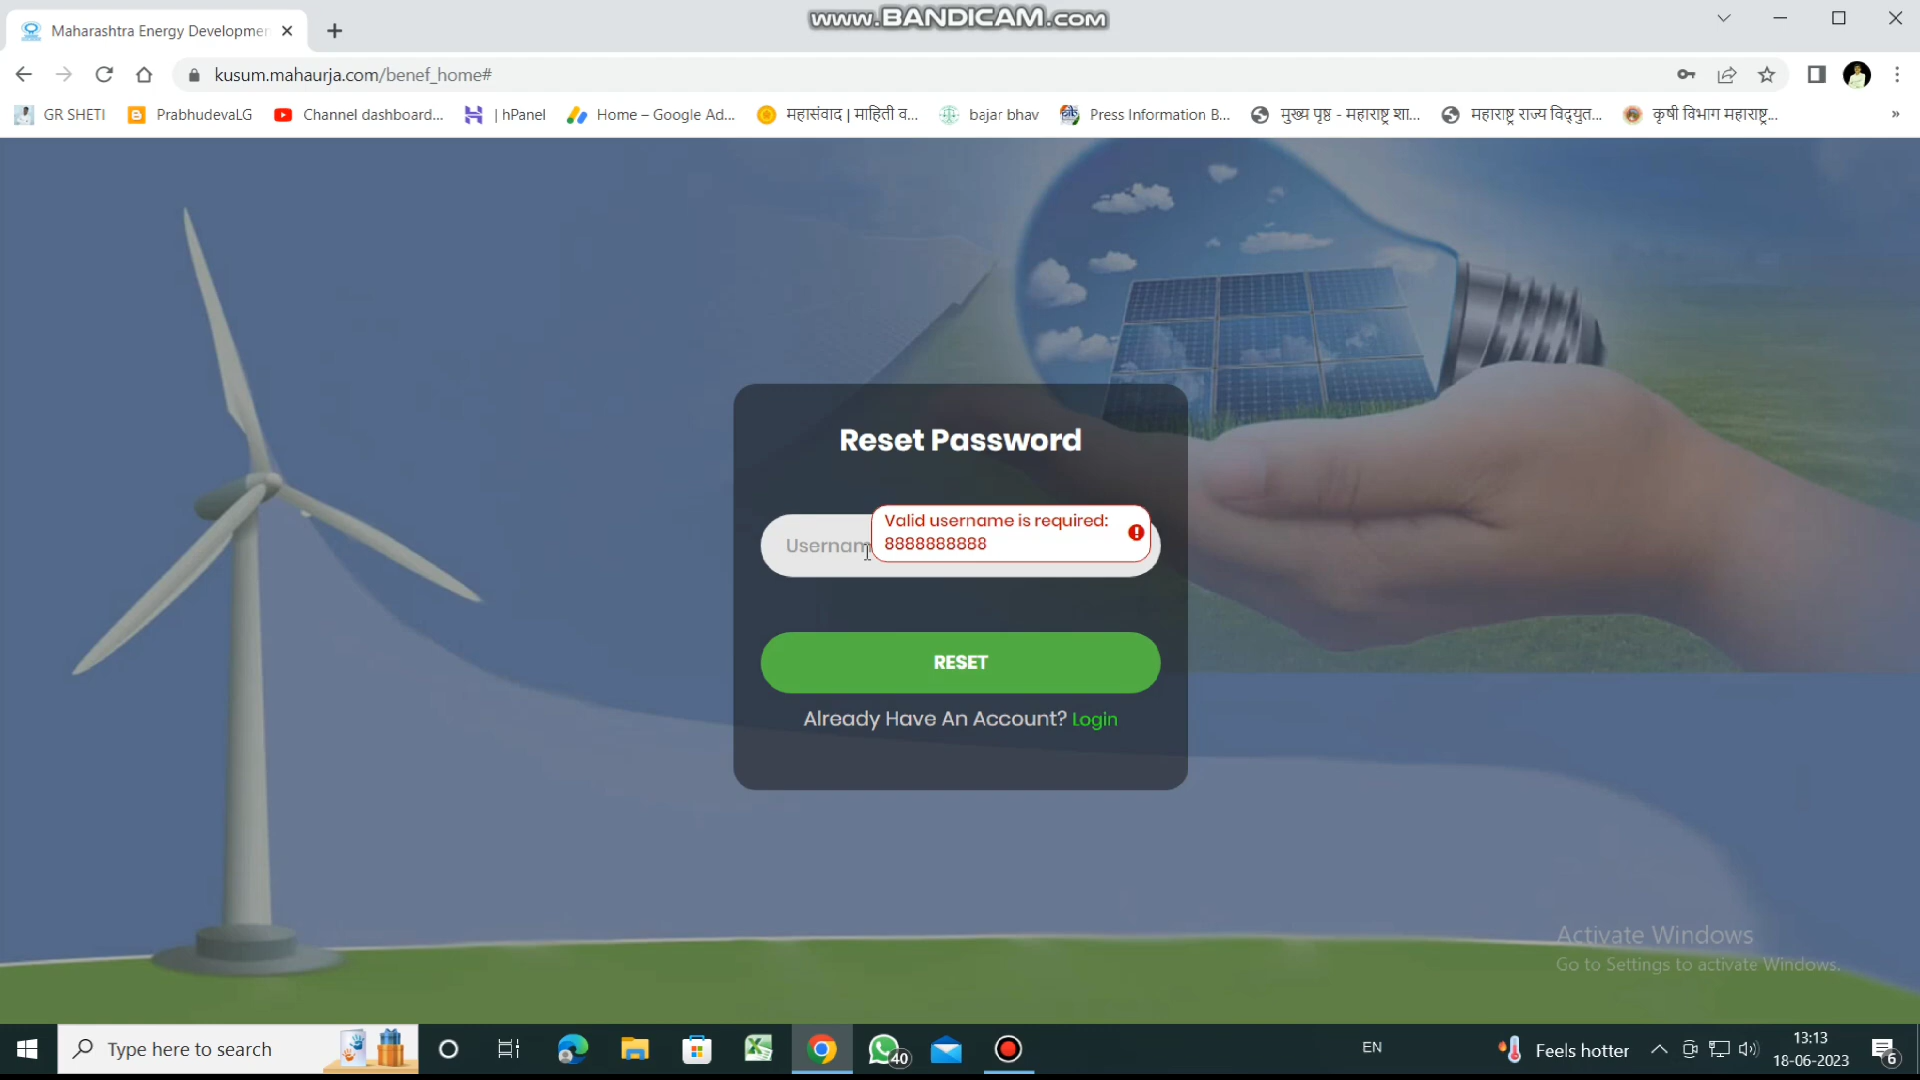 www.BANDICAM.com
Maharashtra Energy Developmen
kusum.mahaurja.com/benef_home#
GR SHETI
PrabhudevaLG
Channel dashboard...
| hPanel
Home – Google Ad...
महासंवाद | माहिती व...
bajar bhav
Press Information B...
मुख्य पृष्ठ - महाराष्ट्र शा...
महाराष्ट्र राज्य विद्युत...
कृषी विभाग महाराष्ट्र...
»
Reset Password
Valid username is required:
8888888888
Usernam
RESET
Already Have An Account? Login
Activate Windows
Go to Settings to activate Windows.
Type here to search
40
EN
Feels hotter
13:13
18-06-2023
6